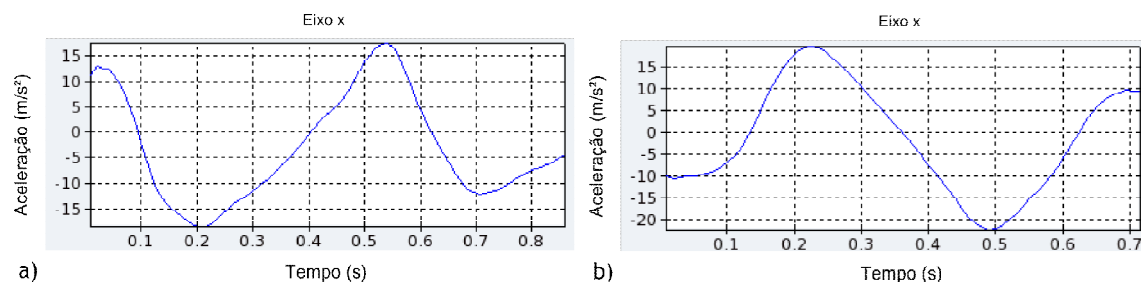 Eixo x
15
10
5
0
-5
-10
-15
Aceleração (m/s²)
0.1 0.2 0.3 0.4 0.5 0.6 0.7 0.8
Tempo (s)
a)
Eixo x
15
10
5
0
-5
-10
-15
-20
Aceleração (m/s²)
0.1 0.2 0.3 0.4 0.5 0.6 0.7
Tempo (s)
b)